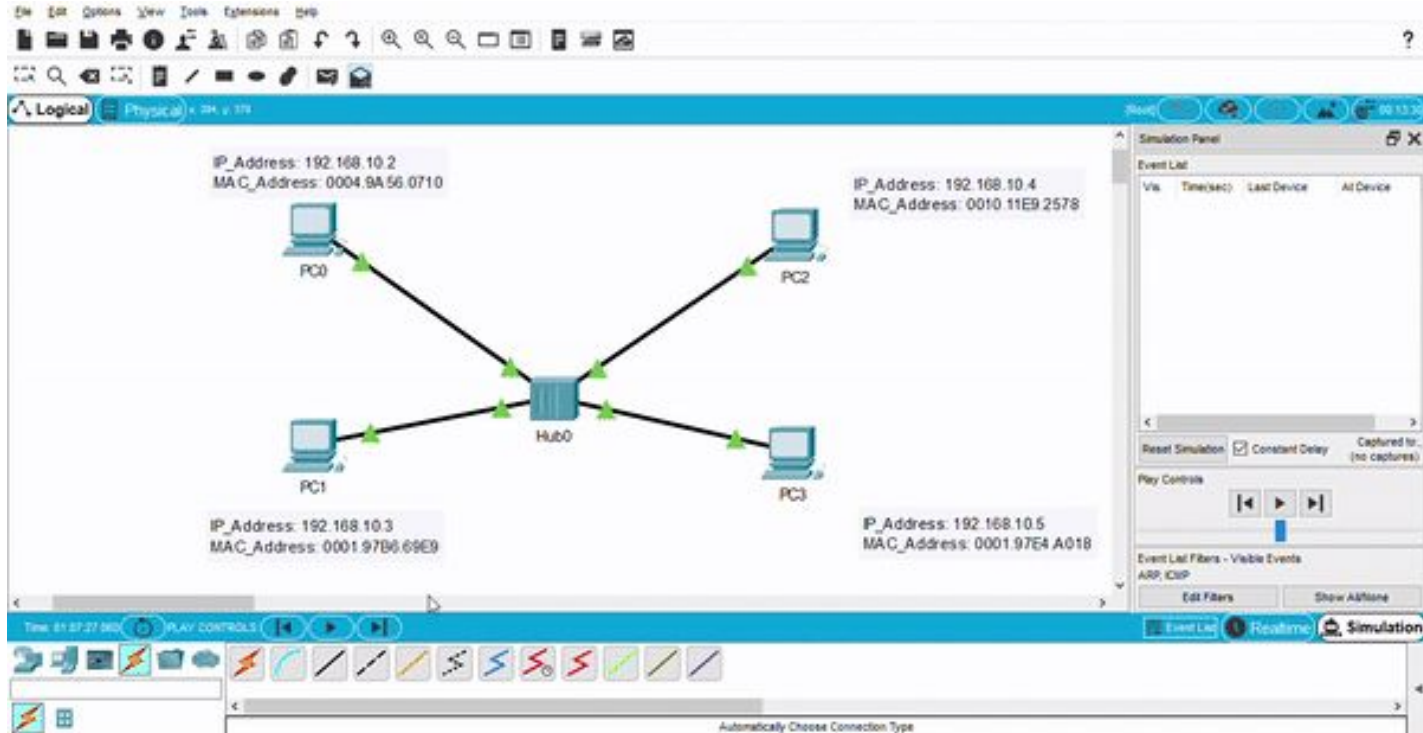 File Edit Options View Tools Extensions Help
?
Logical Physical
[Root]
IP_Address: 192.168.10.2
MAC_Address: 0004.9A56.0710
PC0
IP_Address: 192.168.10.4
MAC_Address: 0010.11E9.2578
PC2
Hub0
PC1
IP_Address: 192.168.10.3
MAC_Address: 0001.97B6.69E9
PC3
IP_Address: 192.168.10.5
MAC_Address: 0001.97E4.A018
Simulation Panel
Event List
Vis. Time(sec) Last Device At Device
Reset Simulation Constant Delay Captured to:
(no captures)
Play Controls
Event List Filters - Visible Events
ARP, ICMP
Edit Filters Show All/None
PLAY CONTROLS
Event List Realtime Simulation
Automatically Choose Connection Type